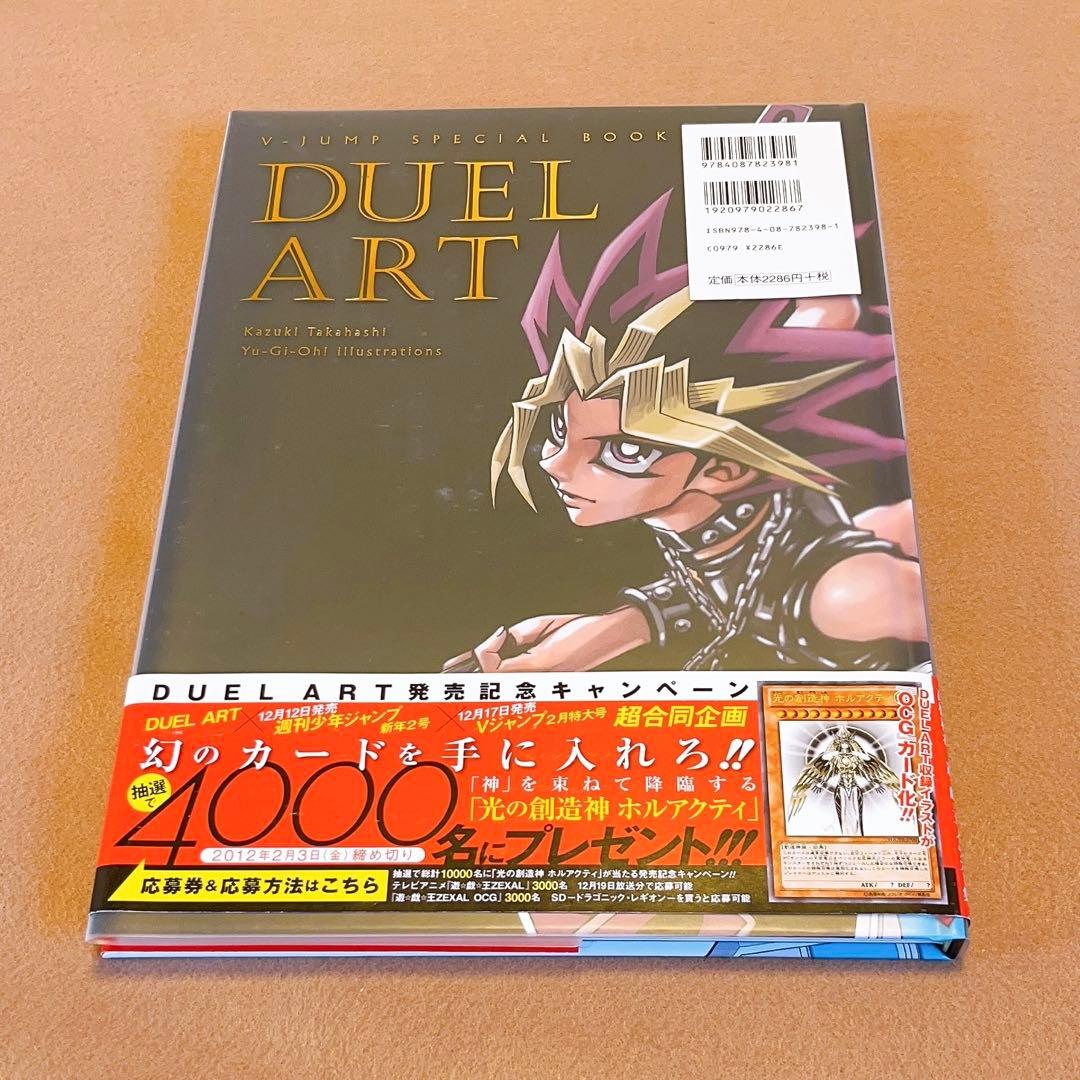 V-JUMP SPECIAL BOOK
DUEL
ART
Kazuki Takahashi
Yu-Gi-Oh! illustrations
9784087823981
1920979022867
ISBN978-4-08-782398-1
C0979 ¥2286E
定価 本体2286円+税
DUEL ART発売記念キャンペーン
DUEL ART×12月12日発売 週刊少年ジャンプ 新年2号×12月17日発売 Vジャンプ2月特大号 超合同企画
幻のカードを手に入れろ!!
「神」を束ねて降臨する
「光の創造神 ホルアクティ」
抽選で4000名にプレゼント!!!
2012年2月3日(金)締め切り
応募券&応募方法はこちら
抽選で総計10000名に「光の創造神 ホルアクティ」が当たる発売記念キャンペーン!!
テレビアニメ「遊☆戯☆王ZEXAL」3000名 12月19日放送分で応募可能
「遊☆戯☆王ZEXAL OCG」3000名 SD-ドラゴニック・レギオン-を買うと応募可能
DUEL ART収録イラストが
OCGカード化!!
光の創造神 ホルアクティ
ATK/ ? DEF/ ?